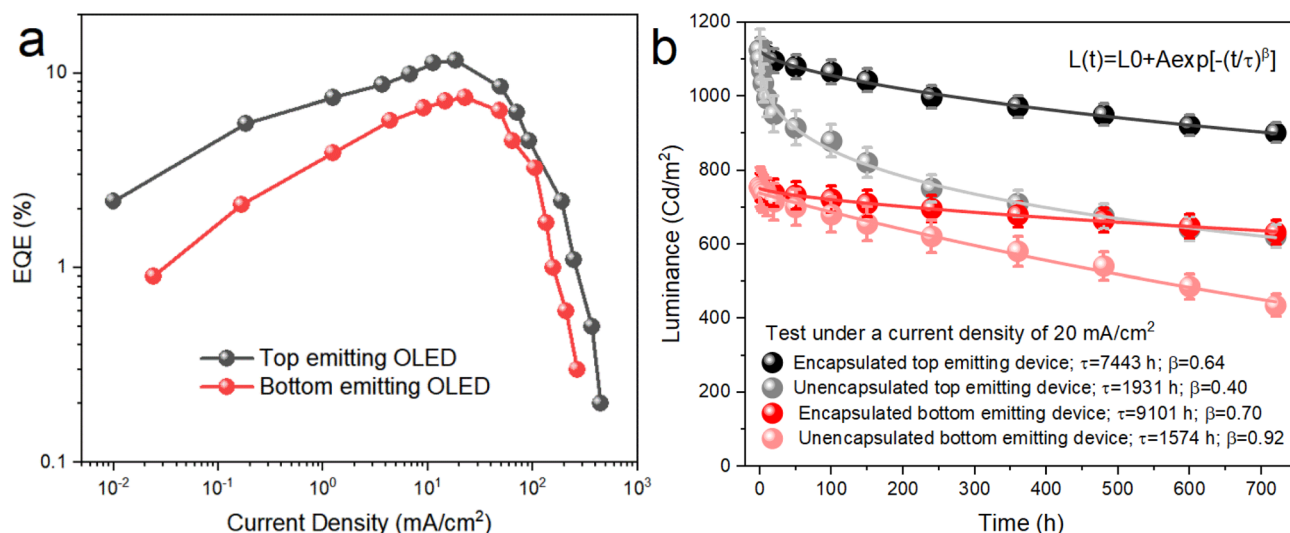 a
EQE (%)
10
1
0.1
10⁻²
10⁻¹
10⁰
10¹
10²
10³
Current Density (mA/cm²)
Top emitting OLED
Bottom emitting OLED
b
Luminance (Cd/m²)
1200
1000
800
600
400
200
0
0
100
200
300
400
500
600
700
Time (h)
L(t)=L0+Aexp[-(t/τ)ᵝ]
Test under a current density of 20 mA/cm²
Encapsulated top emitting device; τ=7443 h; β=0.64
Unencapsulated top emitting device; τ=1931 h; β=0.40
Encapsulated bottom emitting device; τ=9101 h; β=0.70
Unencapsulated bottom emitting device; τ=1574 h; β=0.92